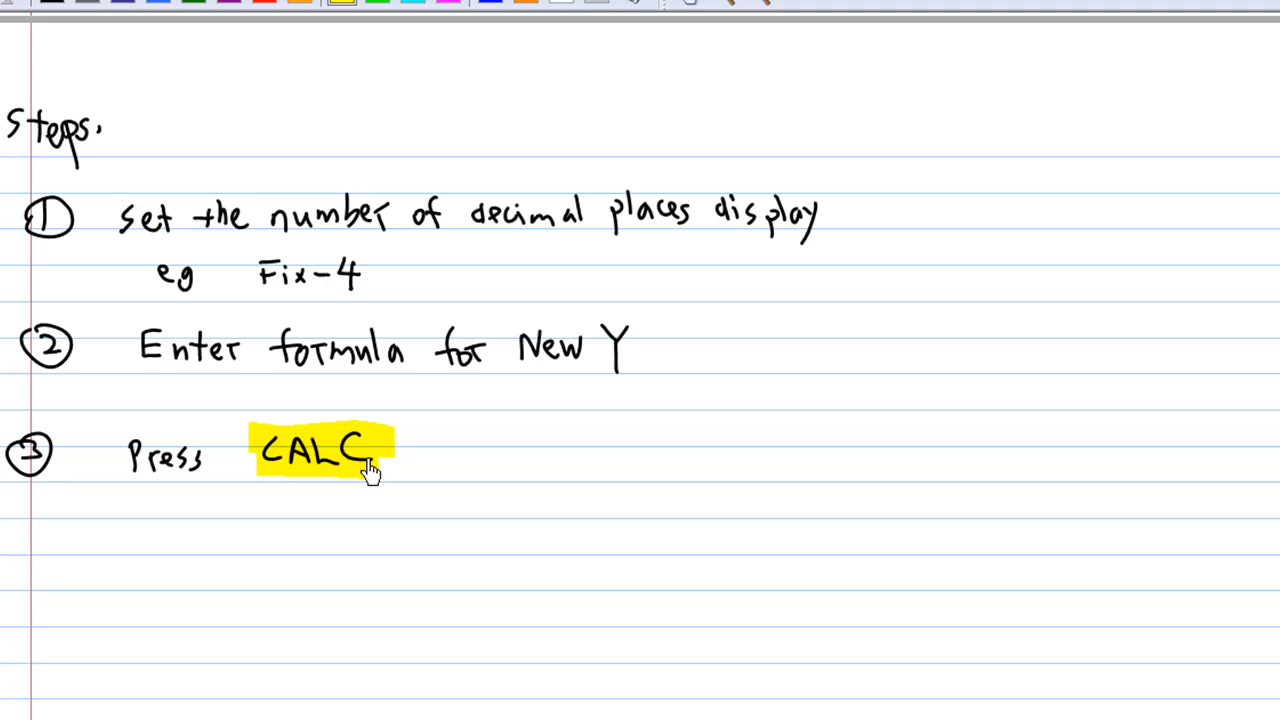 Steps.
① Set the number of decimal places display
eg Fix-4
② Enter formula for New Y
③ Press CALC